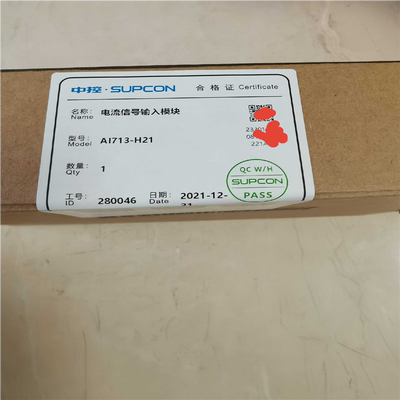 中控·SUPCON 合格证 Certificate
名称: 电流信号输入模块
Name
型号: AI713-H21
Model
数量: 1
Qty
QC W/H
SUPCON
PASS
工号: 280046 日期: 2021-12-
ID Date 31